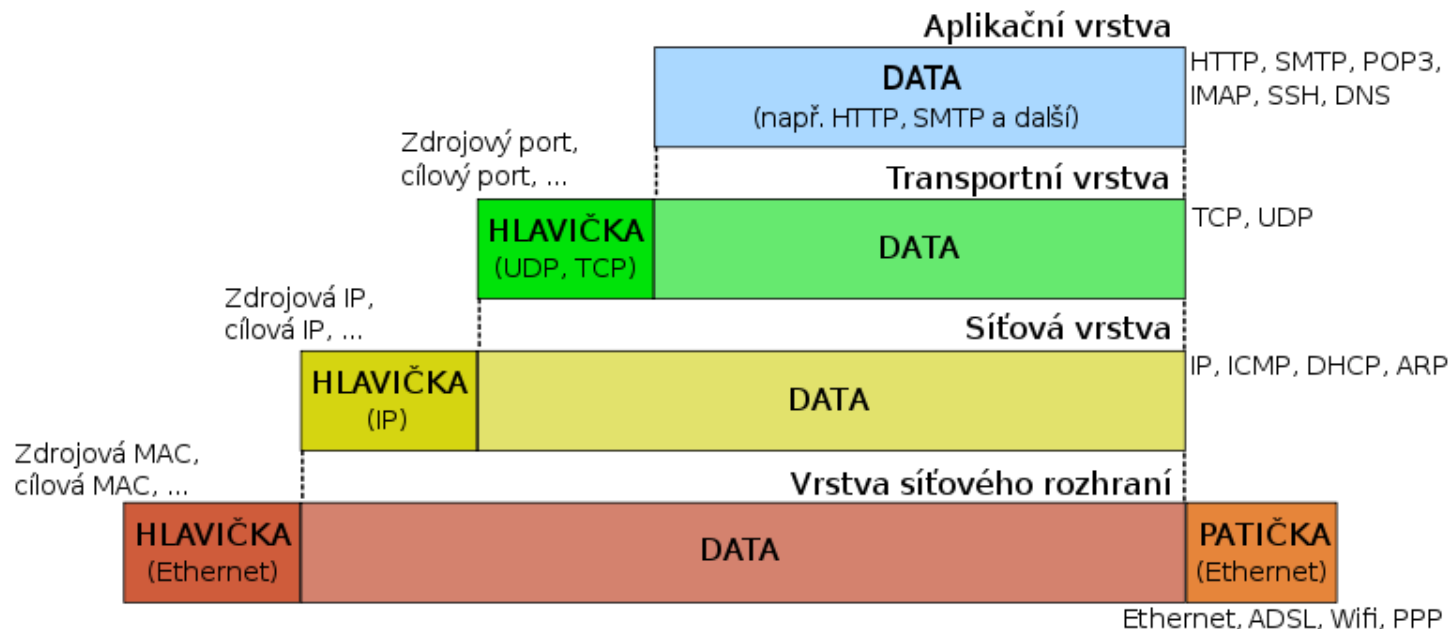 Aplikační vrstva
DATA
(např. HTTP, SMTP a další)
HTTP, SMTP, POP3,
IMAP, SSH, DNS
Zdrojový port,
cílový port, ...
Transportní vrstva
HLAVIČKA
(UDP, TCP)
DATA
TCP, UDP
Zdrojová IP,
cílová IP, ...
Síťová vrstva
HLAVIČKA
(IP)
DATA
IP, ICMP, DHCP, ARP
Zdrojová MAC,
cílová MAC, ...
Vrstva síťového rozhraní
HLAVIČKA
(Ethernet)
DATA
PATIČKA
(Ethernet)
Ethernet, ADSL, Wifi, PPP